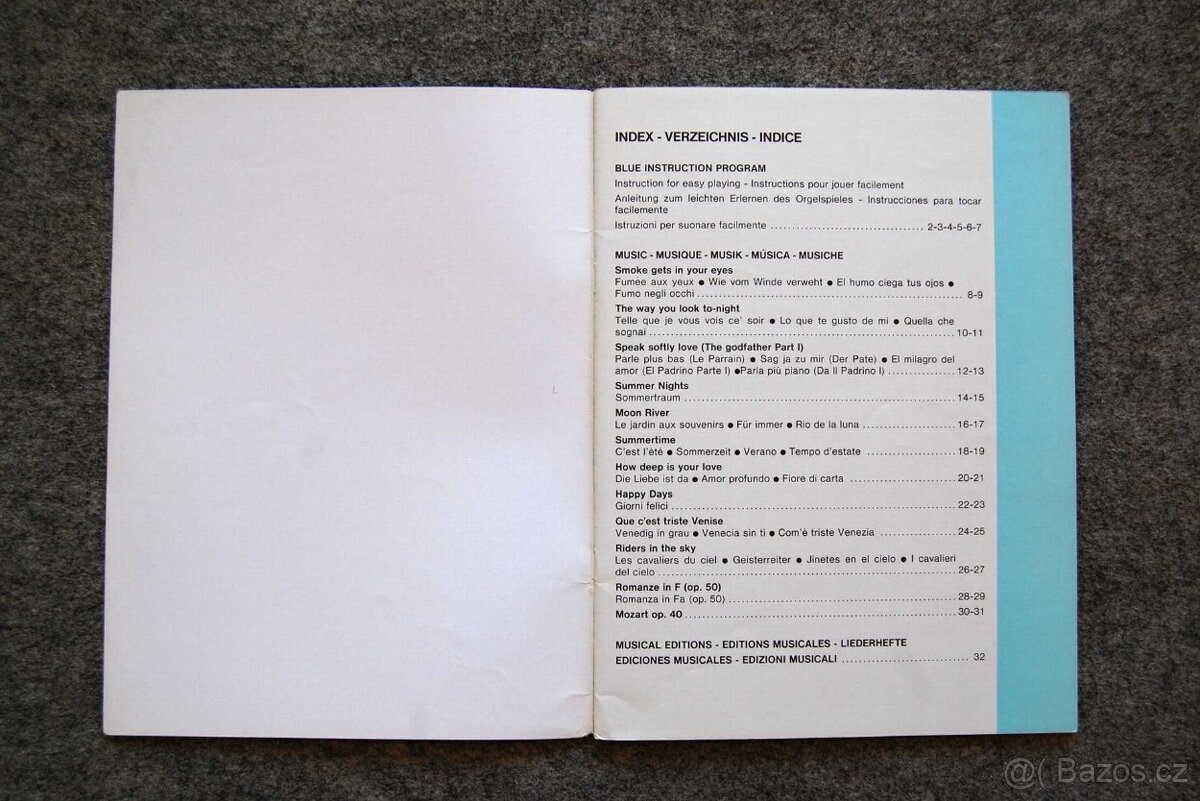 INDEX - VERZEICHNIS - INDICE
BLUE INSTRUCTION PROGRAM
Instruction for easy playing - Instructions pour jouer facilement
Anleitung zum leichten Erlernen des Orgelspieles - Instrucciones para tocar
facilemente
Istruzioni per suonare facilmente .................................. 2-3-4-5-6-7
MUSIC - MUSIQUE - MUSIK - MÚSICA - MUSICHE
Smoke gets in your eyes
Fumée aux yeux ● Wie vom Winde verweht ● El humo ciega tus ojos ●
Fumo negli occhi .......................................................... 8-9
The way you look to-night
Telle que je vous vois ce' soir ● Lo que te gusto de mi ● Quella che
sognai .................................................................... 10-11
Speak softly love (The godfather Part I)
Parle plus bas (Le Parrain) ● Sag ja zu mir (Der Pate) ● El milagro del
amor (El Padrino Parte I) ●Parla più piano (Da Il Padrino I) ............... 12-13
Summer Nights
Sommertraum ............................................................. 14-15
Moon River
Le jardin aux souvenirs ● Für immer ● Rio de la luna ..................... 16-17
Summertime
C'est l'été ● Sommerzeit ● Verano ● Tempo d'estate .................... 18-19
How deep is your love
Die Liebe ist da ● Amor profundo ● Fiore di carta ........................ 20-21
Happy Days
Giorni felici ............................................................... 22-23
Que c'est triste Venise
Venedig in grau ● Venecia sin ti ● Com'è triste Venezia ................. 24-25
Riders in the sky
Les cavaliers du ciel ● Geisterreiter ● Jinetes en el cielo ● I cavalieri
del cielo .................................................................. 26-27
Romanze in F (op. 50)
Romanza in Fa (op. 50) ................................................... 28-29
Mozart op. 40 ............................................................. 30-31
MUSICAL EDITIONS - EDITIONS MUSICALES - LIEDERHEFTE
EDICIONES MUSICALES - EDIZIONI MUSICALI ............................ 32
@( Bazos.cz